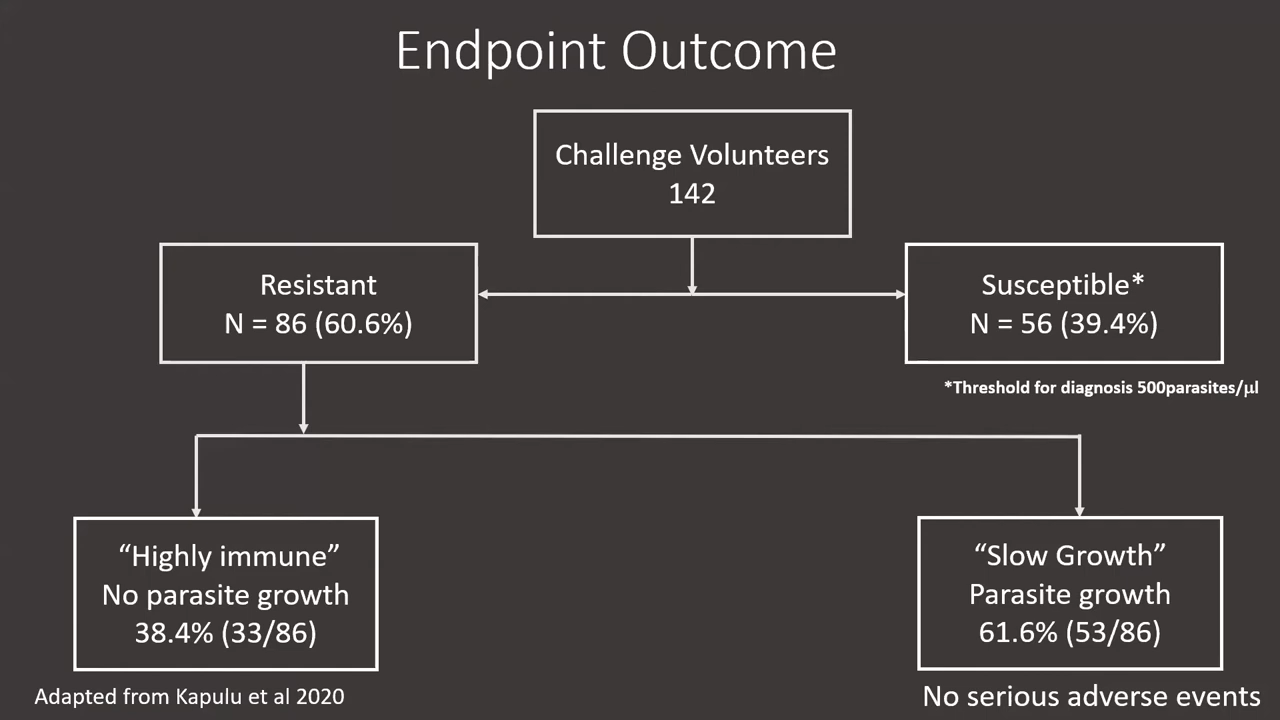 Endpoint Outcome
Challenge Volunteers
142
Resistant
N = 86 (60.6%)
Susceptible*
N = 56 (39.4%)
*Threshold for diagnosis 500parasites/μl
“Highly immune”
No parasite growth
38.4% (33/86)
“Slow Growth”
Parasite growth
61.6% (53/86)
Adapted from Kapulu et al 2020
No serious adverse events